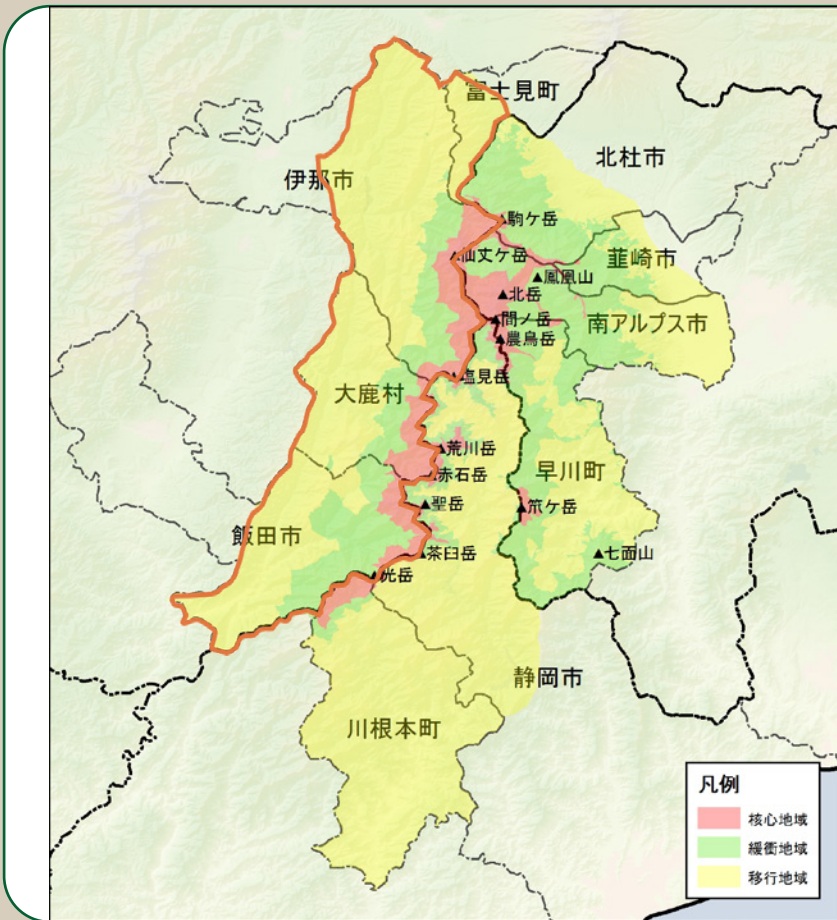 富士見町
北杜市
伊那市
▲駒ケ岳
韮崎市
▲仙丈ケ岳
▲鳳凰山
▲北岳
▲間ノ岳
南アルプス市
▲農鳥岳
▲塩見岳
大鹿村
▲荒川岳
早川町
▲赤石岳
▲聖岳
▲笊ケ岳
飯田市
▲茶臼岳
▲七面山
▲光岳
静岡市
川根本町
凡例
核心地域
緩衝地域
移行地域